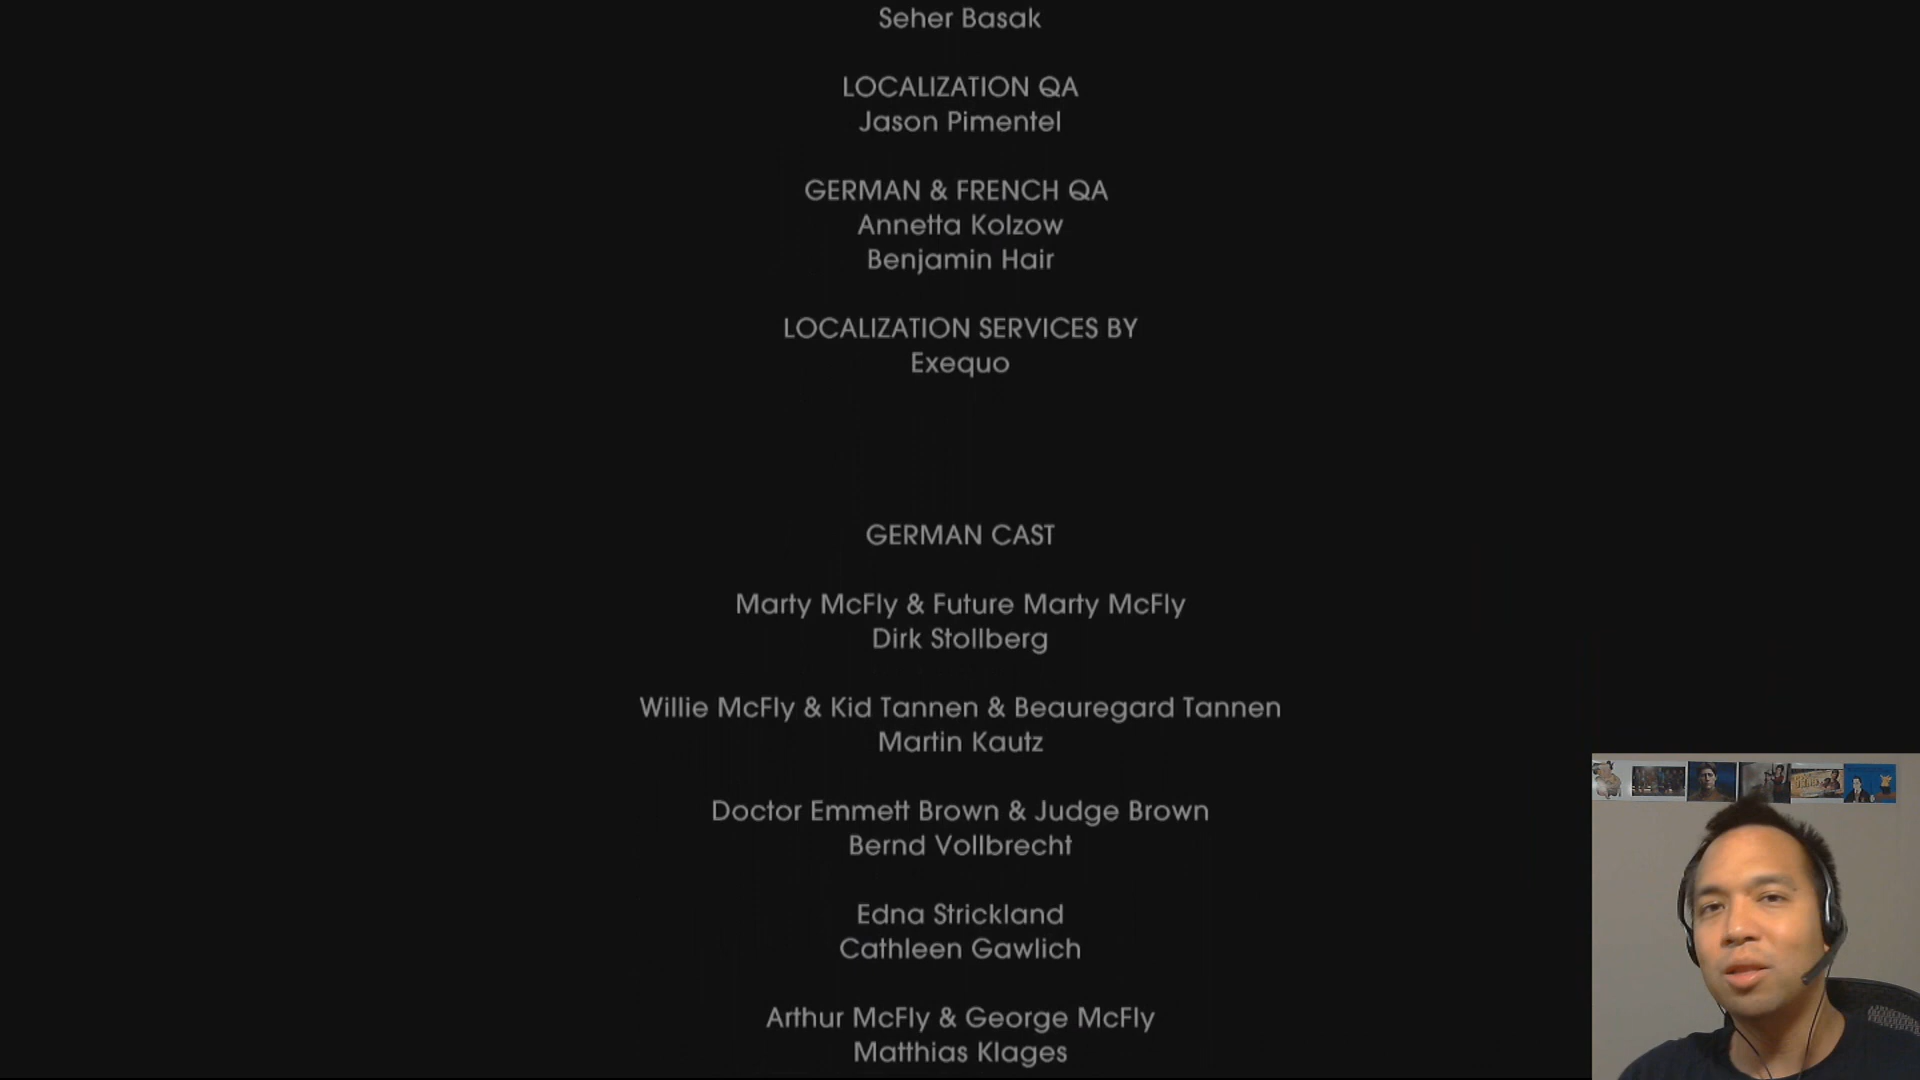 Seher Basak
LOCALIZATION QA
Jason Pimentel
GERMAN & FRENCH QA
Annetta Kolzow
Benjamin Hair
LOCALIZATION SERVICES BY
Exequo
GERMAN CAST
Marty McFly & Future Marty McFly
Dirk Stollberg
Willie McFly & Kid Tannen & Beauregard Tannen
Martin Kautz
Doctor Emmett Brown & Judge Brown
Bernd Vollbrecht
Edna Strickland
Cathleen Gawlich
Arthur McFly & George McFly
Matthias Klages